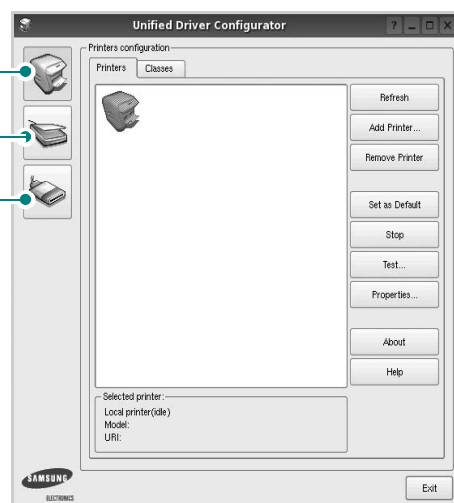 Unified Driver Configurator
Printers configuration
Printers
Classes
Refresh
Add Printer...
Remove Printer
Set as Default
Stop
Test...
Properties...
About
Help
Selected printer:
Local printer(idle)
Model:
URI:
SAMSUNG
ELECTRONICS
Exit